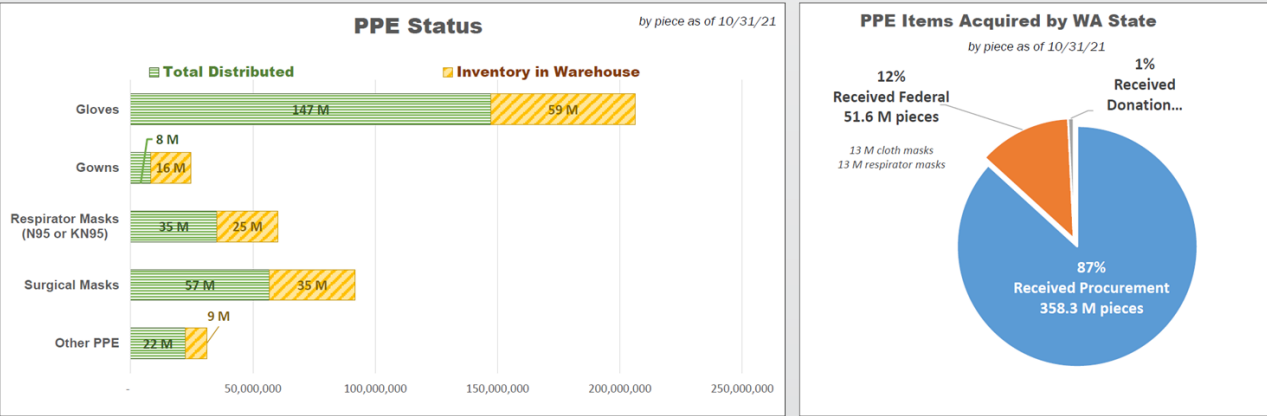 PPE Status
by piece as of 10/31/21
Total Distributed
Inventory in Warehouse
Gloves
147 M
59 M
8 M
Gowns
16 M
Respirator Masks
(N95 or KN95)
35 M
25 M
Surgical Masks
57 M
35 M
9 M
Other PPE
22 M
-
50,000,000
100,000,000
150,000,000
200,000,000
250,000,000
PPE Items Acquired by WA State
by piece as of 10/31/21
12%
Received Federal
51.6 M pieces
13 M cloth masks
13 M respirator masks
1%
Received
Donation...
87%
Received Procurement
358.3 M pieces